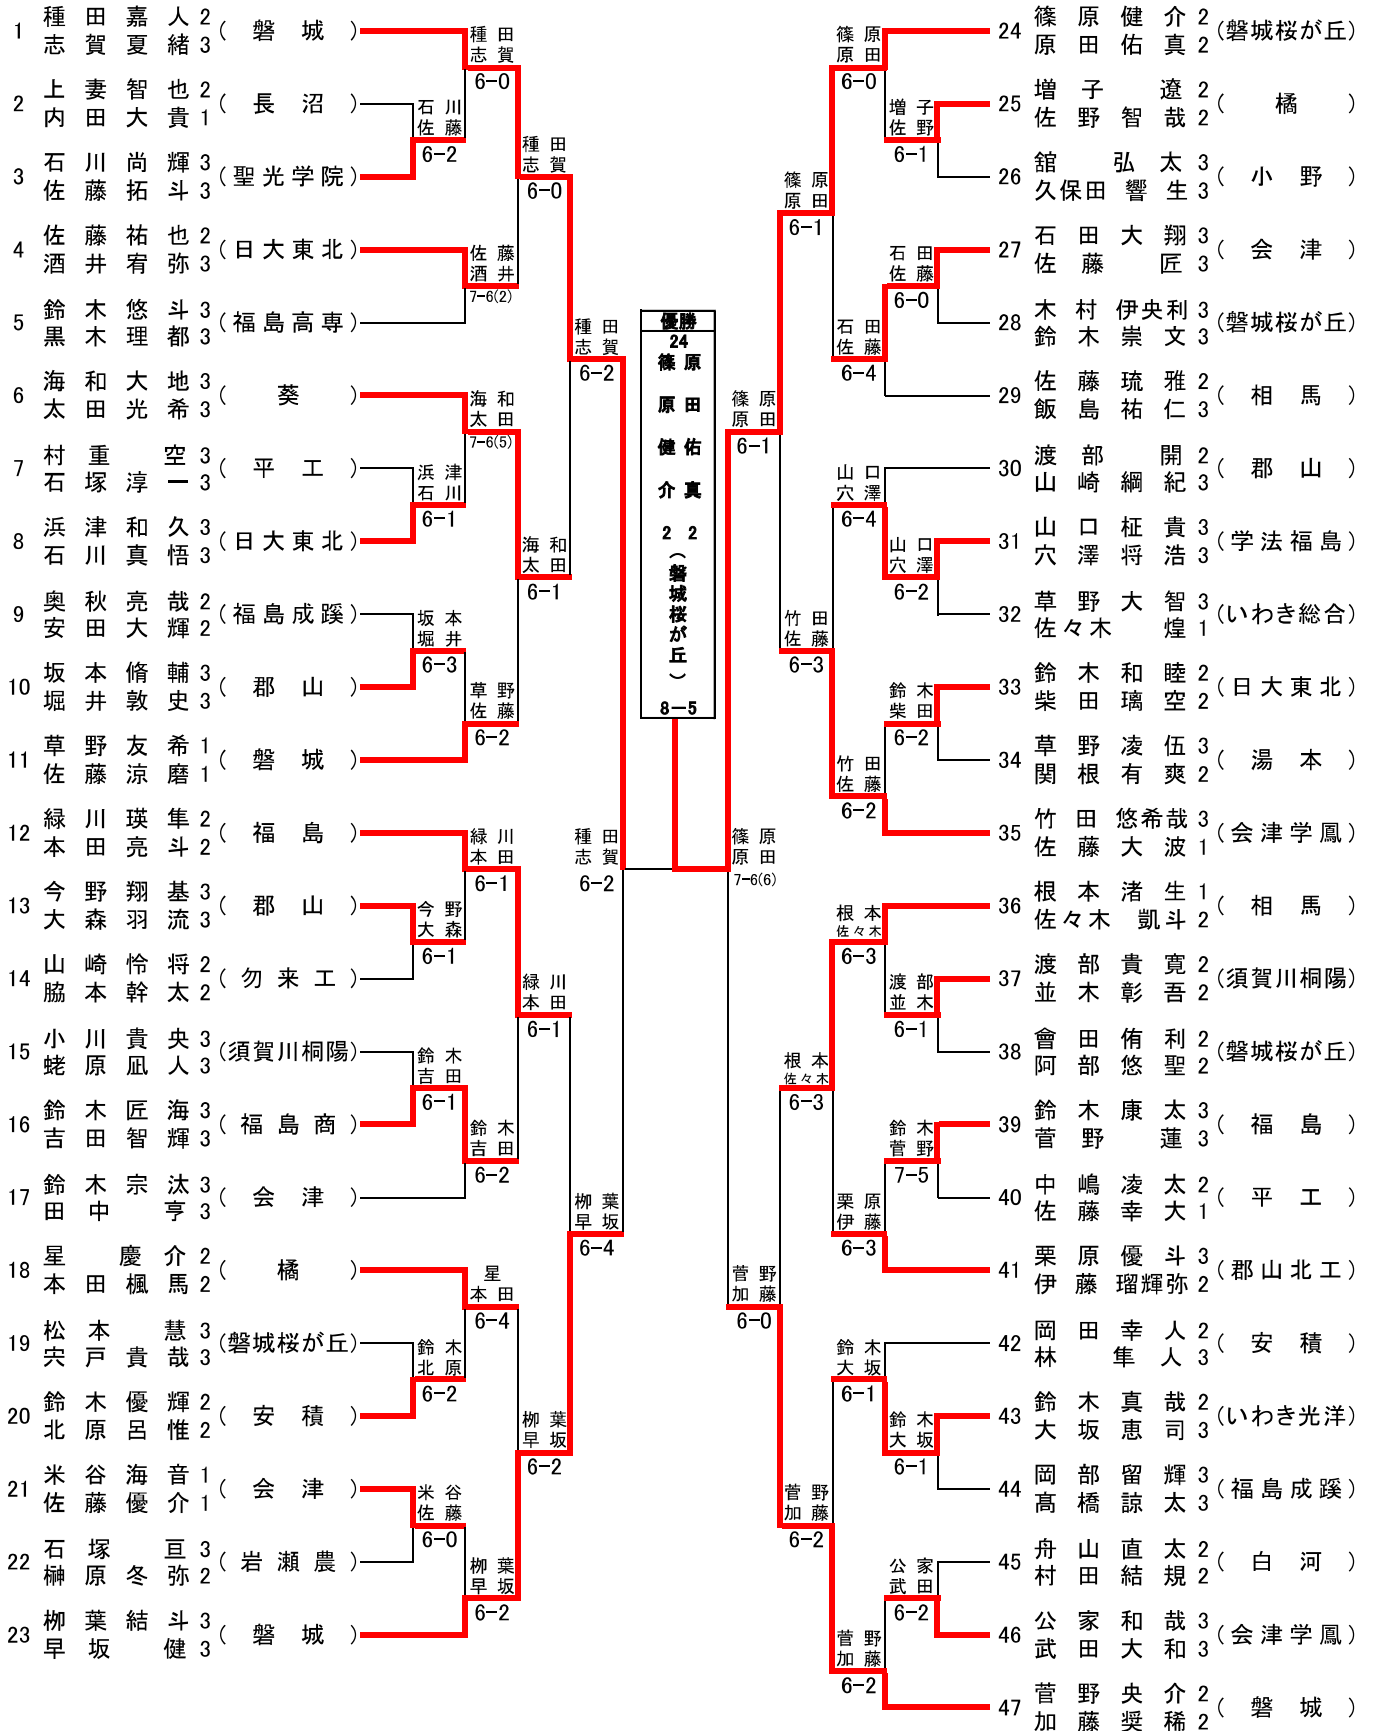 1 種田嘉人 2 (磐城)
志賀夏緒 3
2 上妻智也 2 (長沼)
内田大貴 1
3 石川尚輝 3 (聖光学院)
佐藤拓斗 3
4 佐藤祐也 2 (日大東北)
酒井宥弥 3
5 鈴木悠斗 3 (福島高専)
黒木理都 3
6 海和大地 3 (葵)
太田光希 3
7 村重空 3 (平工)
石塚淳一 3
8 浜津和久 3 (日大東北)
石川真悟 3
9 奥秋亮哉 2 (福島成蹊)
安田大輝 2
10 坂本脩輔 3 (郡山)
堀井敦史 3
11 草野友希 1 (磐城)
佐藤涼磨 1
12 緑川瑛隼 2 (福島)
本田亮斗 2
13 今野翔基 3 (郡山)
大森羽流 3
14 山崎怜将 2 (勿来工)
脇本幹太 2
15 小川貴央 3 (須賀川桐陽)
蛯原凪人 3
16 鈴木匠海 3 (福島商)
吉田智輝 3
17 鈴木宗汰 3 (会津)
田中亨 3
18 星慶介 2 (橘)
本田楓馬 2
19 松本慧 3 (磐城桜が丘)
宍戸貴哉 3
20 鈴木優輝 2 (安積)
北原呂惟 2
21 米谷海音 1 (会津)
佐藤優介 1
22 石塚亘 3 (岩瀬農)
榊原冬弥 2
23 栁葉結斗 3 (磐城)
早坂健 3
石川
佐藤
6-2
浜津
石川
6-1
坂本
堀井
6-3
今野
大森
6-1
鈴木
吉田
6-1
鈴木
北原
6-2
米谷
佐藤
6-0
種田
志賀
6-0
佐藤
酒井
7-6(2)
海和
太田
7-6(5)
草野
佐藤
6-2
緑川
本田
6-1
鈴木
吉田
6-2
星
本田
6-4
栁葉
早坂
6-2
種田
志賀
6-0
海和
太田
6-1
緑川
本田
6-1
栁葉
早坂
6-2
種田
志賀
6-2
栁葉
早坂
6-4
種田
志賀
6-2
優勝
24
篠原健介 2
原田佑真 2
(磐城桜が丘)
8-5
篠原
原田
7-6(6)
篠原
原田
6-1
菅野
加藤
6-0
篠原
原田
6-1
竹田
佐藤
6-3
根本
佐々木
6-3
菅野
加藤
6-2
篠原
原田
6-0
石田
佐藤
6-4
山口
穴澤
6-4
竹田
佐藤
6-2
根本
佐々木
6-3
栗原
伊藤
6-3
鈴木
大坂
6-1
菅野
加藤
6-2
増子
佐野
6-1
石田
佐藤
6-0
山口
穴澤
6-2
鈴木
柴田
6-2
渡部
並木
6-1
鈴木
菅野
7-5
鈴木
大坂
6-1
公家
武田
6-2
24 篠原健介 2 (磐城桜が丘)
原田佑真 2
25 増子遼 2 (橘)
佐野智哉 2
26 舘弘太 3 (小野)
久保田響生 3
27 石田大翔 3 (会津)
佐藤匠 3
28 木村伊央利 3 (磐城桜が丘)
鈴木崇文 3
29 佐藤琉雅 2 (相馬)
飯島祐仁 3
30 渡部開 2 (郡山)
山崎綱紀 3
31 山口柾貴 3 (学法福島)
穴澤将浩 3
32 草野大智 3 (いわき総合)
佐々木煌 1
33 鈴木和睦 2 (日大東北)
柴田璃空 2
34 草野凌伍 3 (湯本)
関根有爽 2
35 竹田悠希哉 3 (会津学鳳)
佐藤大波 1
36 根本渚生 1 (相馬)
佐々木凱斗 2
37 渡部貴寛 2 (須賀川桐陽)
並木彰吾 2
38 會田侑利 2 (磐城桜が丘)
阿部悠聖 2
39 鈴木康太 3 (福島)
菅野蓮 3
40 中嶋凌太 2 (平工)
佐藤幸大 1
41 栗原優斗 3 (郡山北工)
伊藤瑠輝弥 2
42 岡田幸人 2 (安積)
林隼人 3
43 鈴木真哉 2 (いわき光洋)
大坂恵司 3
44 岡部留輝 3 (福島成蹊)
髙橋諒太 3
45 舟山直太 2 (白河)
村田結規 2
46 公家和哉 3 (会津学鳳)
武田大和 3
47 菅野央介 2 (磐城)
加藤奨稀 2